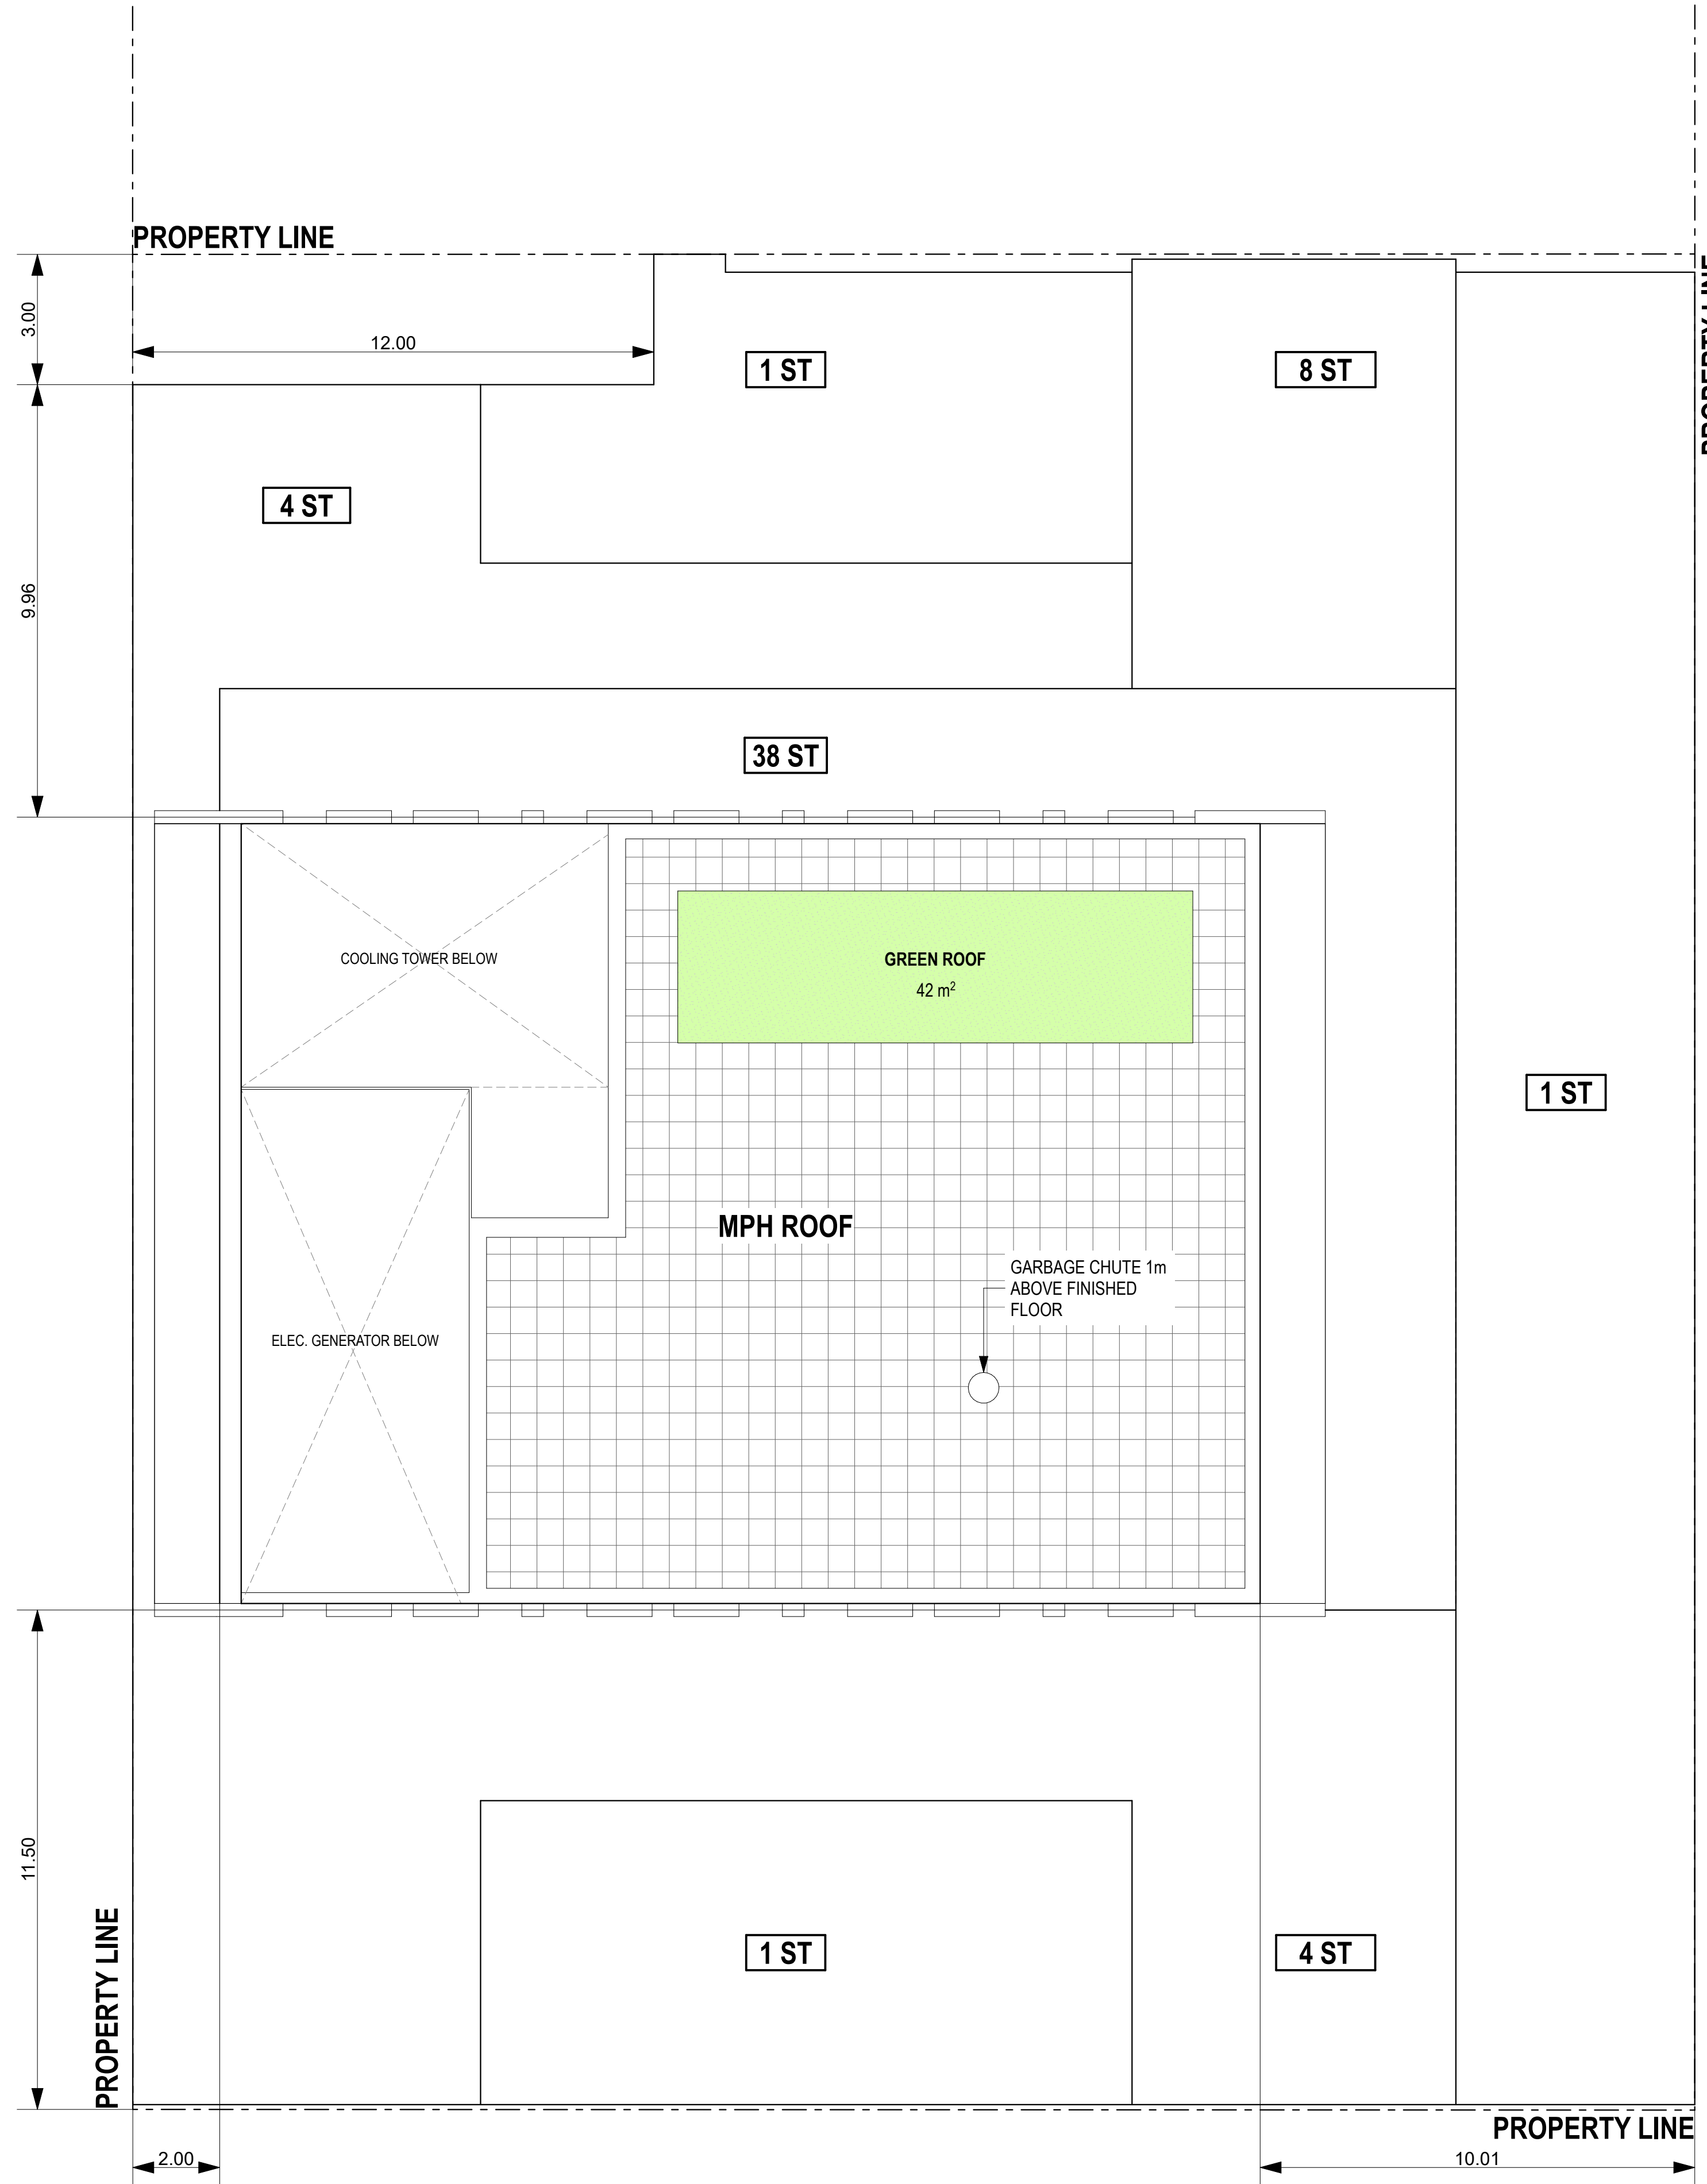 PROPERTY LINE
PROPERTY LINE
3.00
12.00
1 ST
8 ST
4 ST
9.96
38 ST
COOLING TOWER BELOW
GREEN ROOF
42 m²
1 ST
MPH ROOF
GARBAGE CHUTE 1m
ABOVE FINISHED
FLOOR
ELEC. GENERATOR BELOW
11.50
PROPERTY LINE
1 ST
4 ST
PROPERTY LINE
2.00
10.01